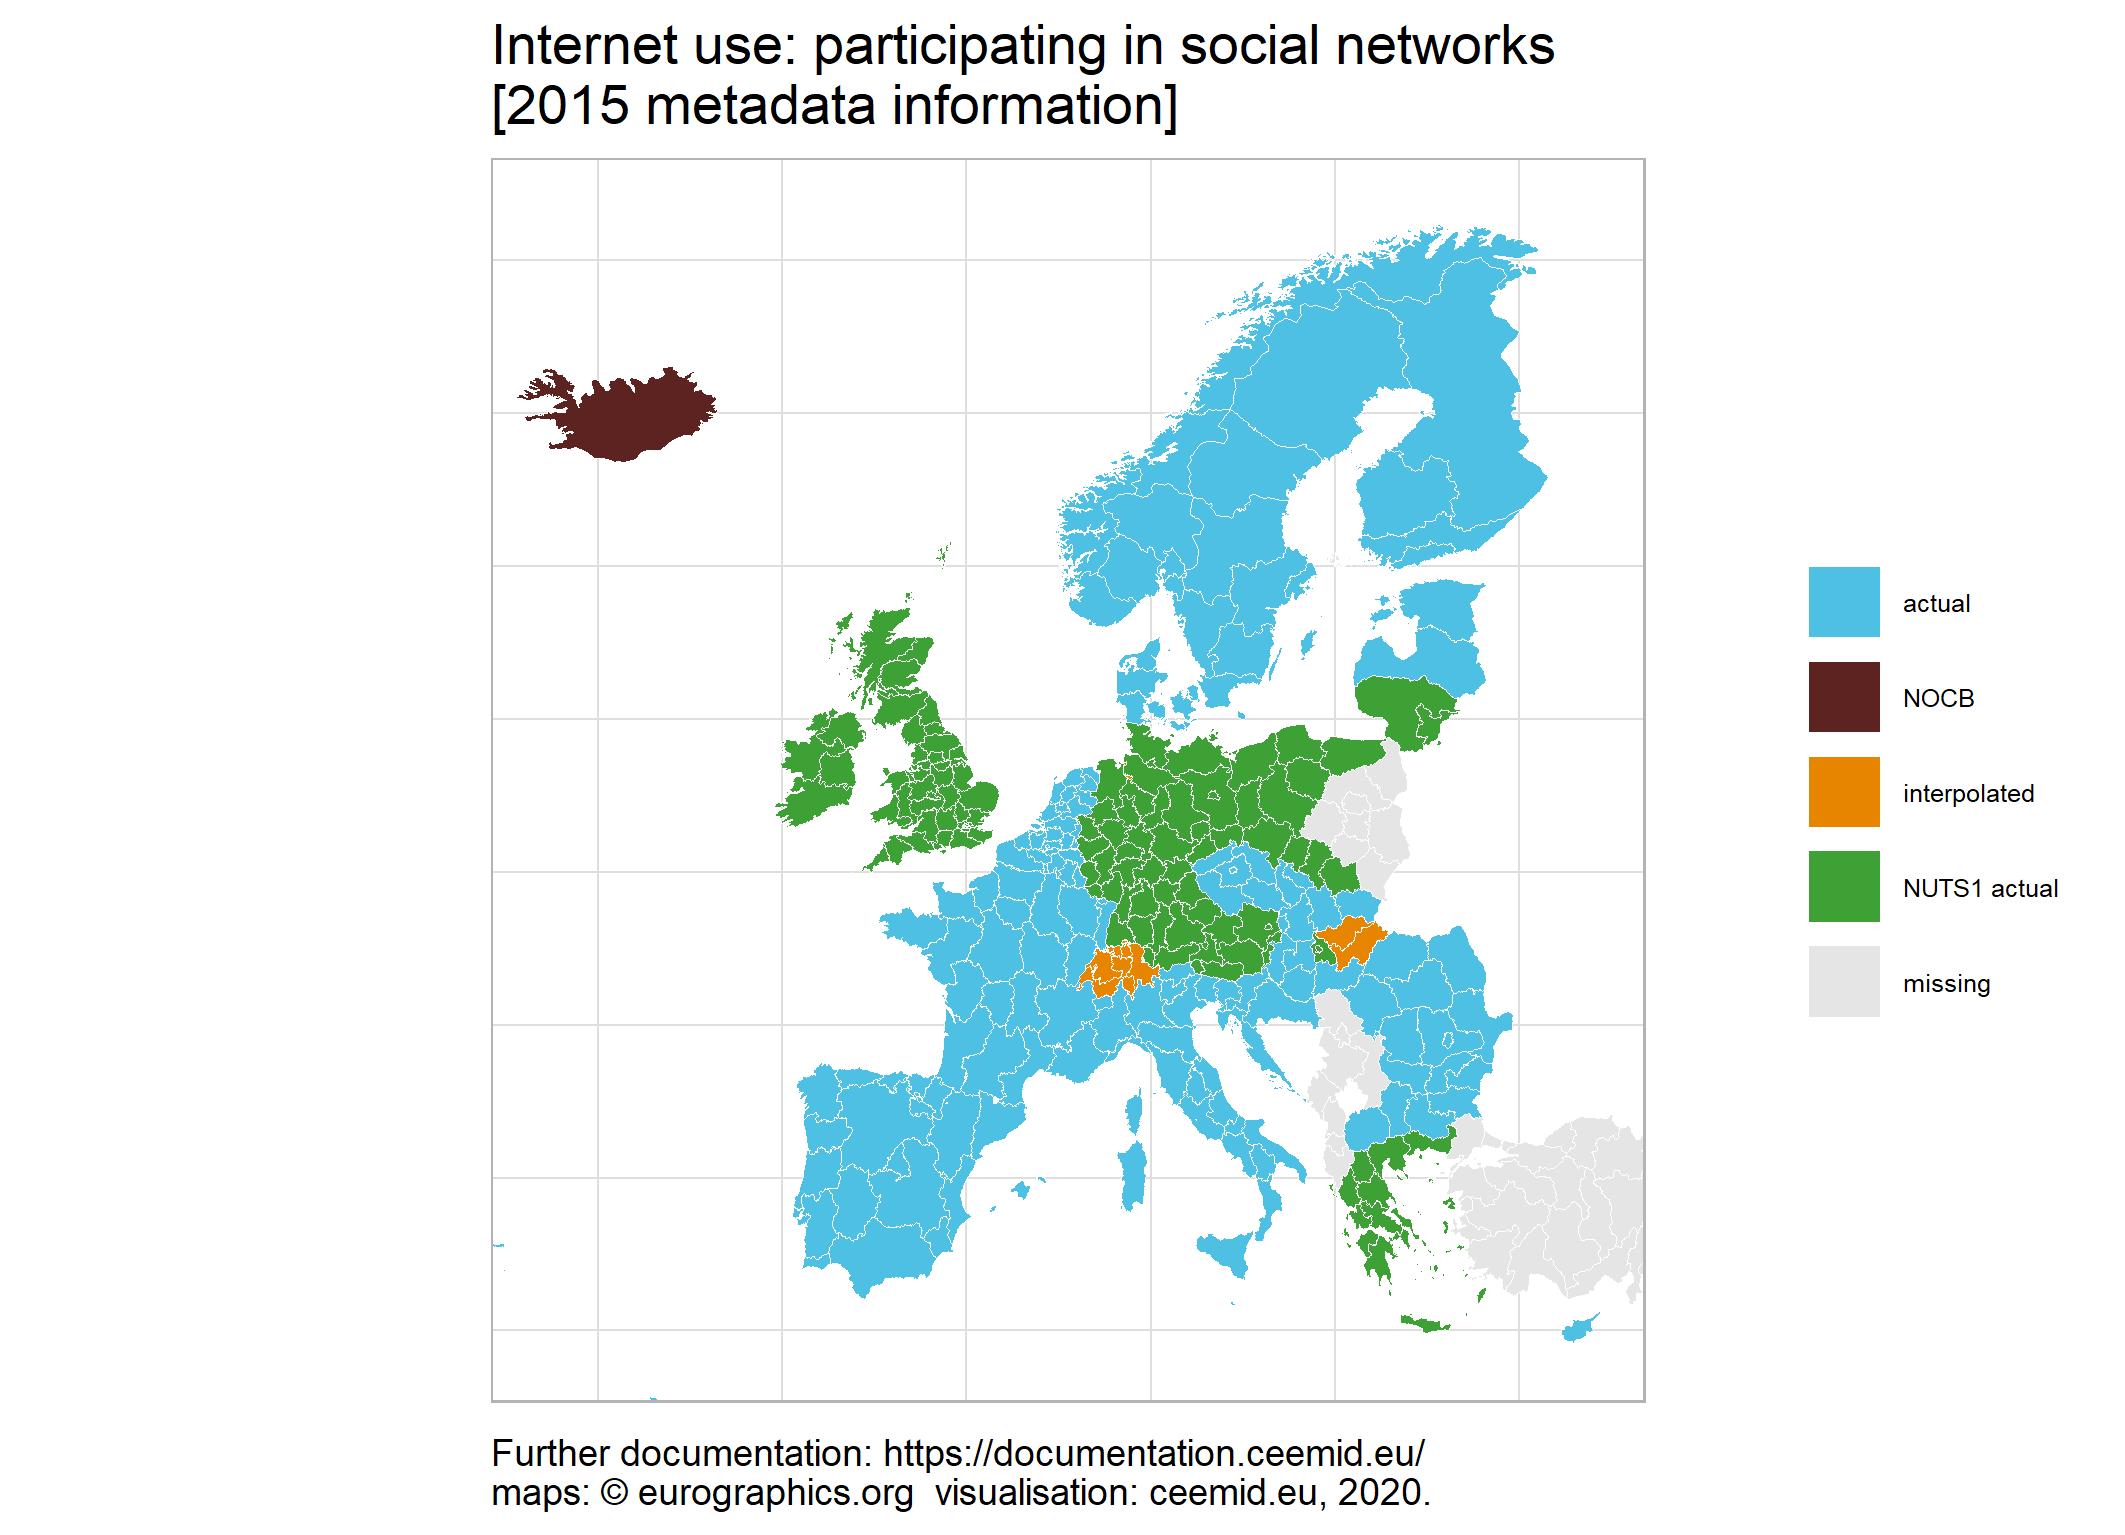 Internet use: participating in social networks
[2015 metadata information]
actual
NOCB
interpolated
NUTS1 actual
missing
Further documentation: https://documentation.ceemid.eu/
maps: © eurographics.org  visualisation: ceemid.eu, 2020.